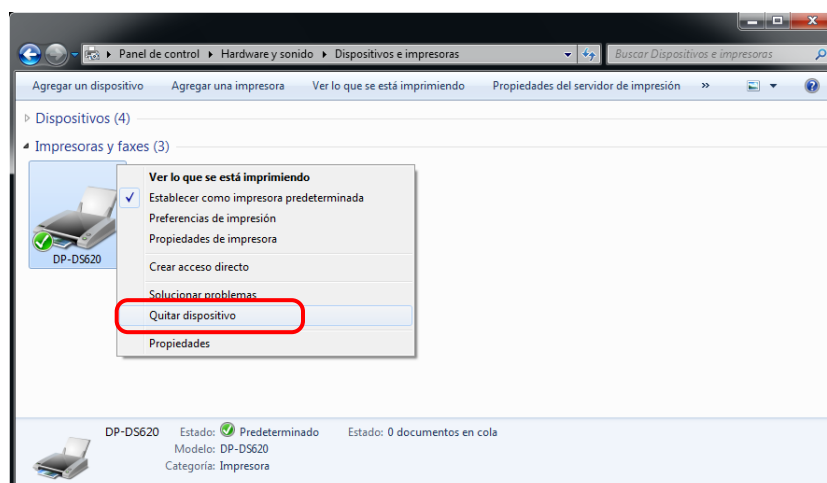 Panel de control ▸ Hardware y sonido ▸ Dispositivos e impresoras
Buscar Dispositivos e impresoras
Agregar un dispositivo Agregar una impresora Ver lo que se está imprimiendo Propiedades del servidor de impresión »
Dispositivos (4)
Impresoras y faxes (3)
DP-DS620
Ver lo que se está imprimiendo
Establecer como impresora predeterminada
Preferencias de impresión
Propiedades de impresora
Crear acceso directo
Solucionar problemas
Quitar dispositivo
Propiedades
DP-DS620 Estado: Predeterminado Estado: 0 documentos en cola
Modelo: DP-DS620
Categoría: Impresora